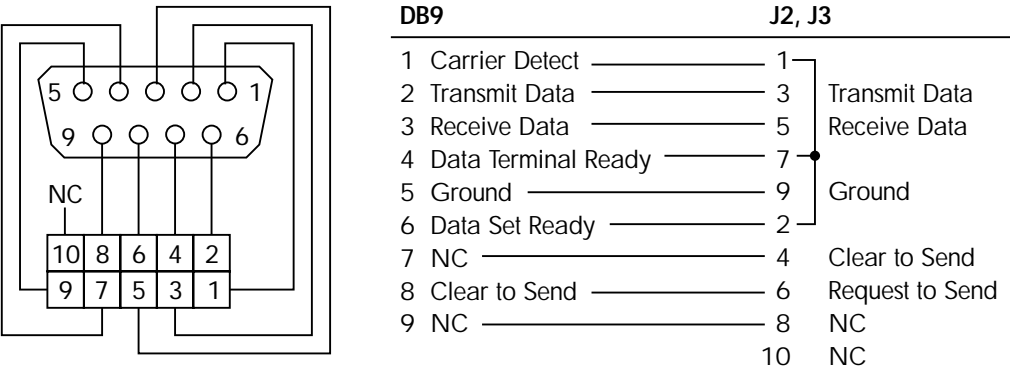 5 1
9 6
NC
10 8 6 4 2
9 7 5 3 1
DB9 J2, J3
1 Carrier Detect 1
2 Transmit Data 3 Transmit Data
3 Receive Data 5 Receive Data
4 Data Terminal Ready 7
5 Ground 9 Ground
6 Data Set Ready 2
7 NC 4 Clear to Send
8 Clear to Send 6 Request to Send
9 NC 8 NC
10 NC